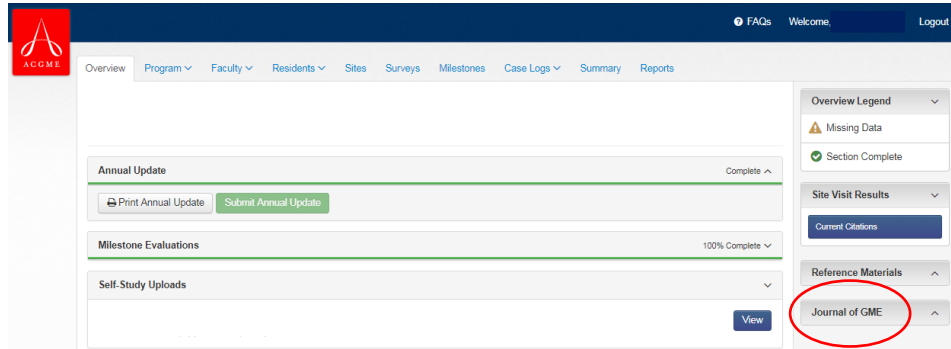 FAQs Welcome, Logout
ACGME
Overview Program Faculty Residents Sites Surveys Milestones Case Logs Summary Reports
Overview Legend
Missing Data
Section Complete
Annual Update Complete
Print Annual Update Submit Annual Update
Site Visit Results
Current Citations
Milestone Evaluations 100% Complete
Reference Materials
Self-Study Uploads
Journal of GME
View